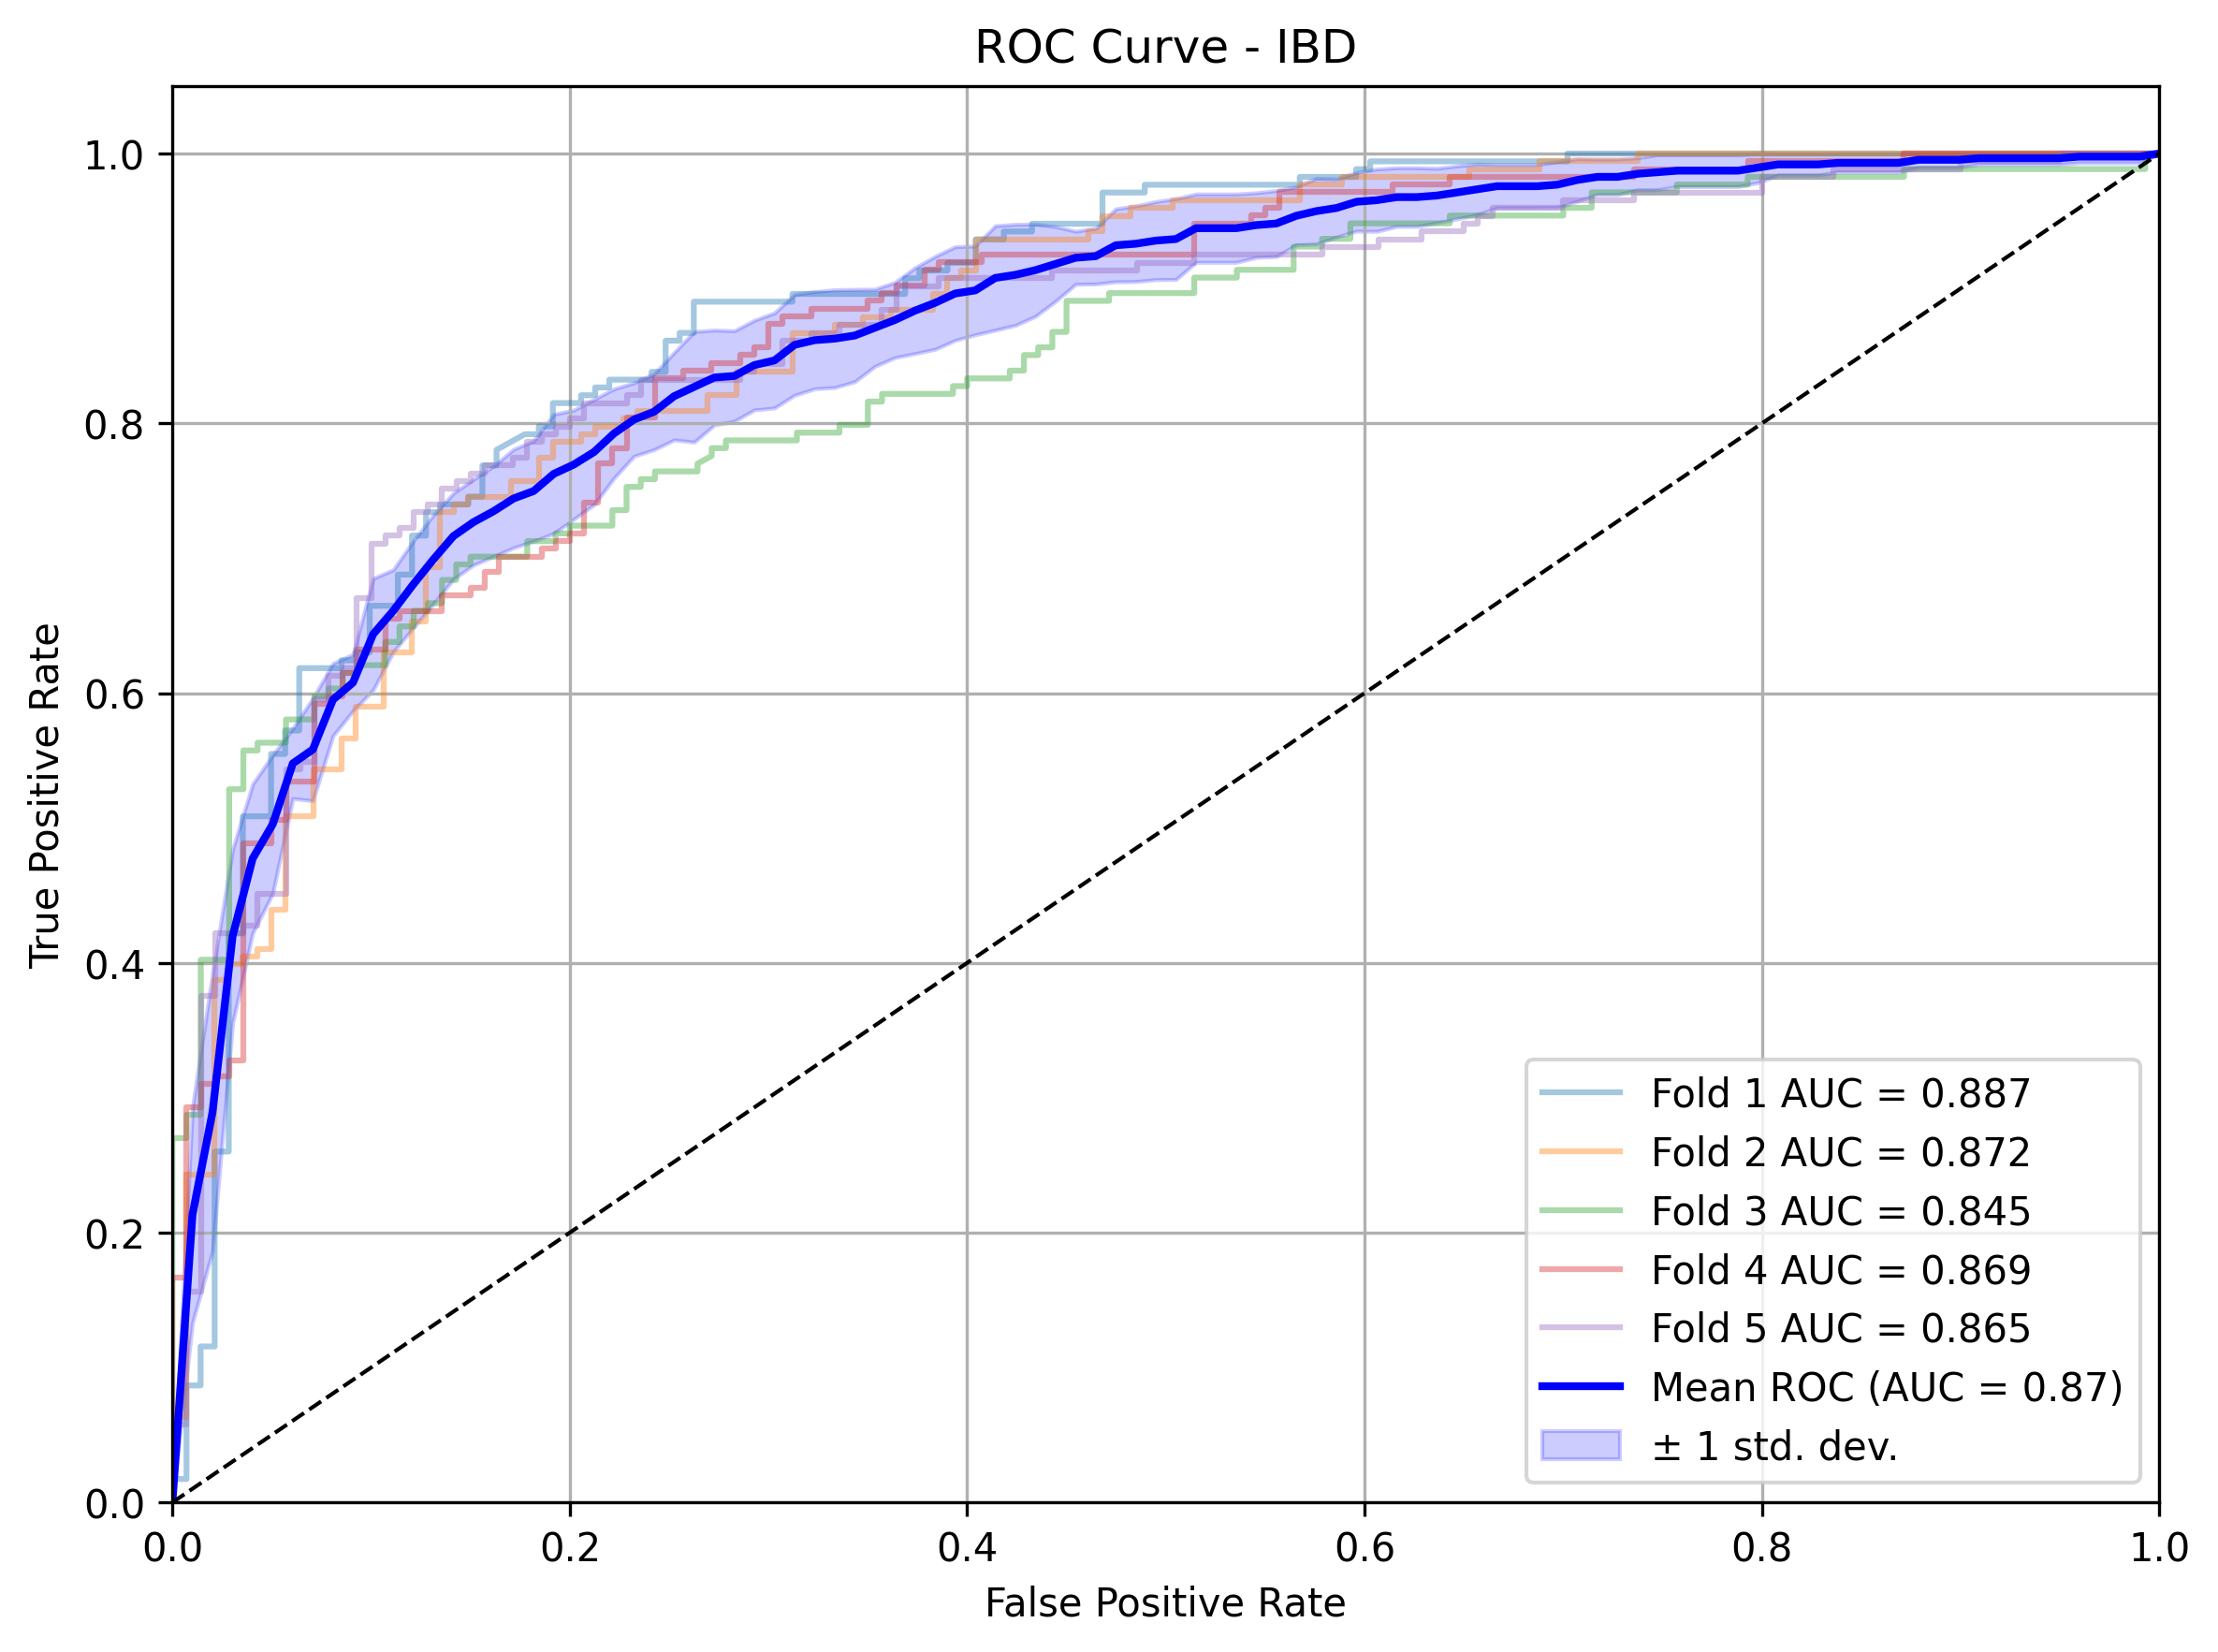 ROC Curve - IBD
True Positive Rate
1.0
0.8
0.6
0.4
0.2
0.0
0.0 0.2 0.4 0.6 0.8 1.0
False Positive Rate
Fold 1 AUC = 0.887
Fold 2 AUC = 0.872
Fold 3 AUC = 0.845
Fold 4 AUC = 0.869
Fold 5 AUC = 0.865
Mean ROC (AUC = 0.87)
± 1 std. dev.